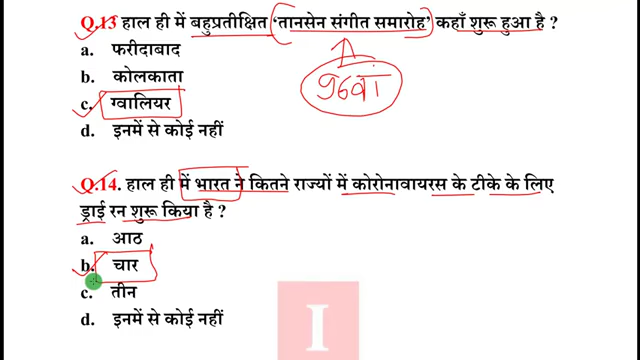 Q.13 हाल ही में बहुप्रतीक्षित ‘तानसेन संगीत समारोह’ कहाँ शुरू हुआ है ?
a. फरीदाबाद
b. कोलकाता
c. ग्वालियर
d. इनमें से कोई नहीं
96वां
Q.14. हाल ही में भारत ने कितने राज्यों में कोरोनावायरस के टीके के लिए
ड्राई रन शुरू किया है ?
a. आठ
b. चार
c. तीन
d. इनमें से कोई नहीं
I